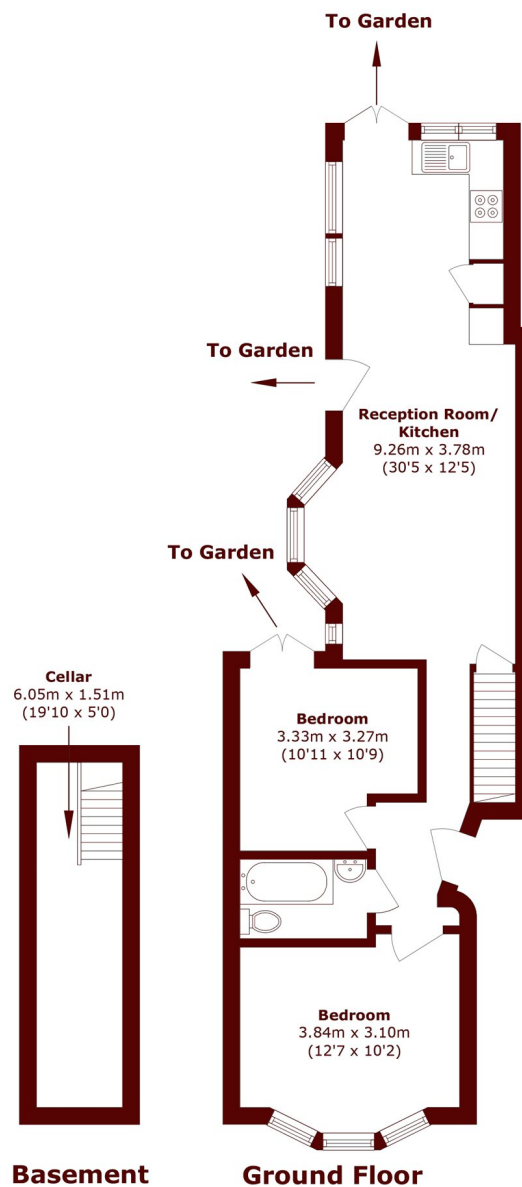 To Garden
To Garden
Reception Room/
Kitchen
9.26m x 3.78m
(30'5 x 12'5)
To Garden
Cellar
6.05m x 1.51m
(19'10 x 5'0)
Bedroom
3.33m x 3.27m
(10'11 x 10'9)
Bedroom
3.84m x 3.10m
(12'7 x 10'2)
Basement
Ground Floor